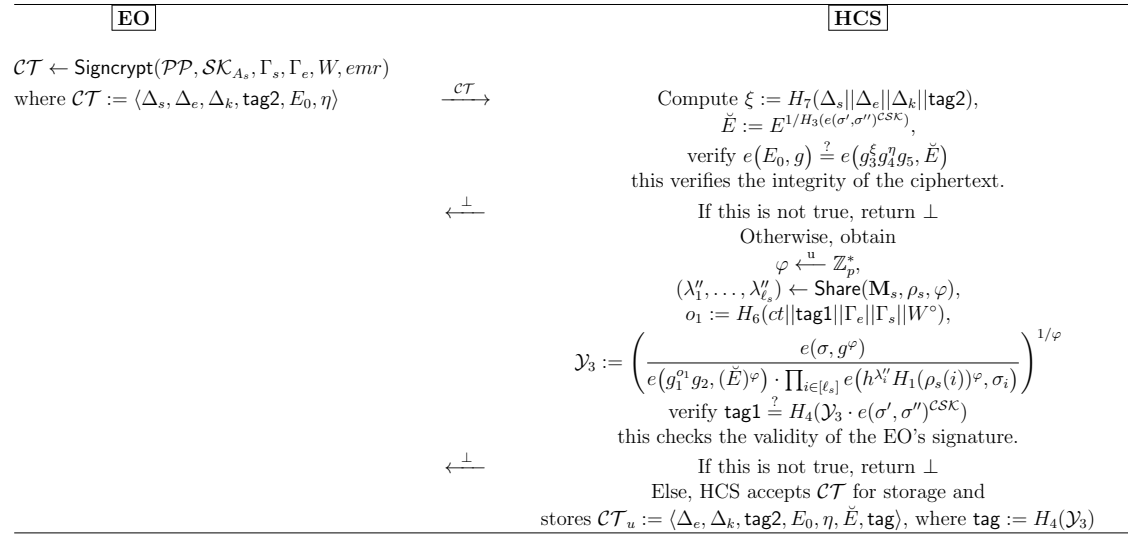 EO HCS
𝒞𝒯 ← Signcrypt(𝒫𝒫, 𝒮𝒦_{A_s}, Γ_s, Γ_e, W, emr)
where 𝒞𝒯 := ⟨Δ_s, Δ_e, Δ_k, tag2, E_0, η⟩ —𝒞𝒯→ Compute ξ := H_7(Δ_s||Δ_e||Δ_k||tag2),
Ĕ := E^{1/H_3(e(σ′,σ″)^{𝒞𝒮𝒦})},
verify e(E_0, g) ≟ e(g_3^ξ g_4^η g_5, Ĕ)
this verifies the integrity of the ciphertext.
←⊥— If this is not true, return ⊥
Otherwise, obtain
φ ←u— ℤ_p^*,
(λ″_1, . . . , λ″_{ℓ_s}) ← Share(M_s, ρ_s, φ),
o_1 := H_6(ct||tag1||Γ_e||Γ_s||W°),
𝒴_3 := ( e(σ, g^φ) / e(g_1^{o_1} g_2, (Ĕ)^φ) · ∏_{i∈[ℓ_s]} e(h^{λ″_i} H_1(ρ_s(i))^φ, σ_i) )^{1/φ}
verify tag1 ≟ H_4(𝒴_3 · e(σ′, σ″)^{𝒞𝒮𝒦})
this checks the validity of the EO's signature.
←⊥— If this is not true, return ⊥
Else, HCS accepts 𝒞𝒯 for storage and
stores 𝒞𝒯_u := ⟨Δ_e, Δ_k, tag2, E_0, η, Ĕ, tag⟩, where tag := H_4(𝒴_3)